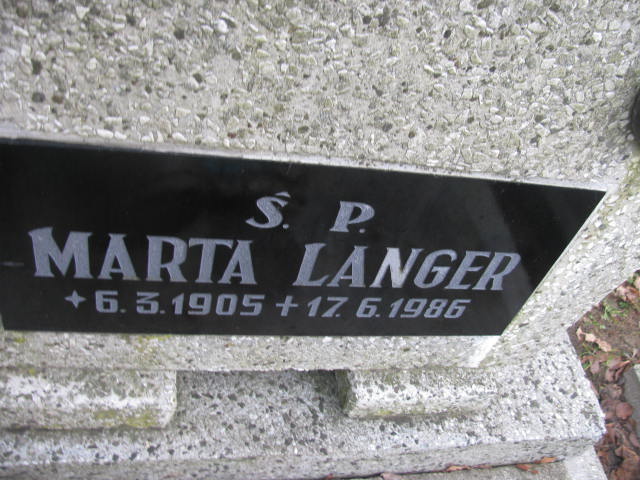 Ś. P.
MARTA LANGER
+ 6.3.1905 + 17.6.1986